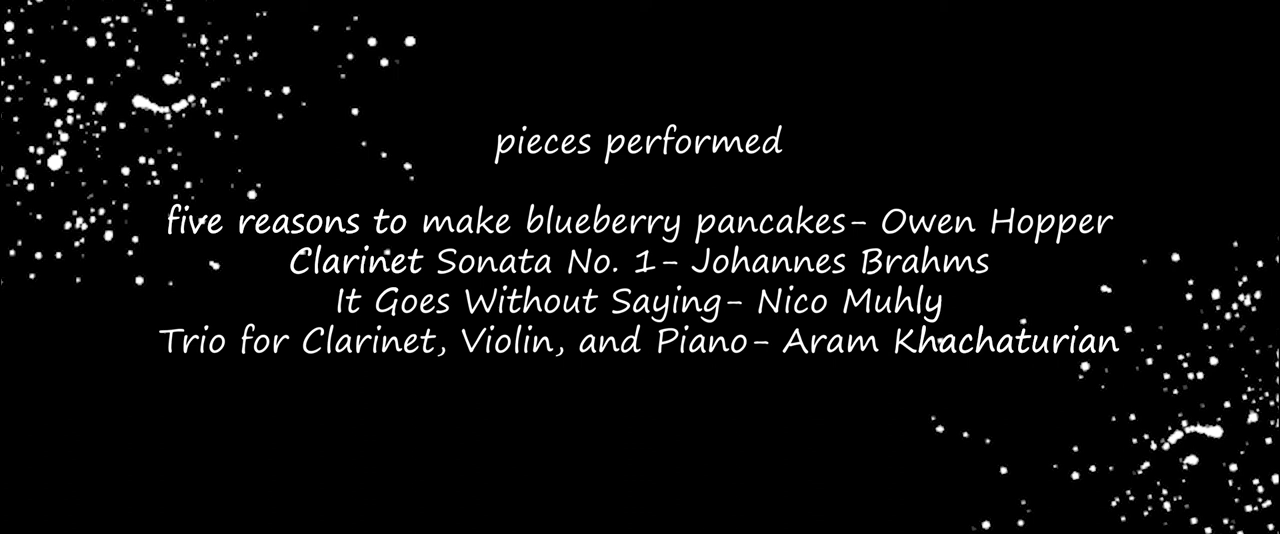 pieces performed
five reasons to make blueberry pancakes- Owen Hopper
Clarinet Sonata No. 1- Johannes Brahms
It Goes Without Saying- Nico Muhly
Trio for Clarinet, Violin, and Piano- Aram Khachaturian